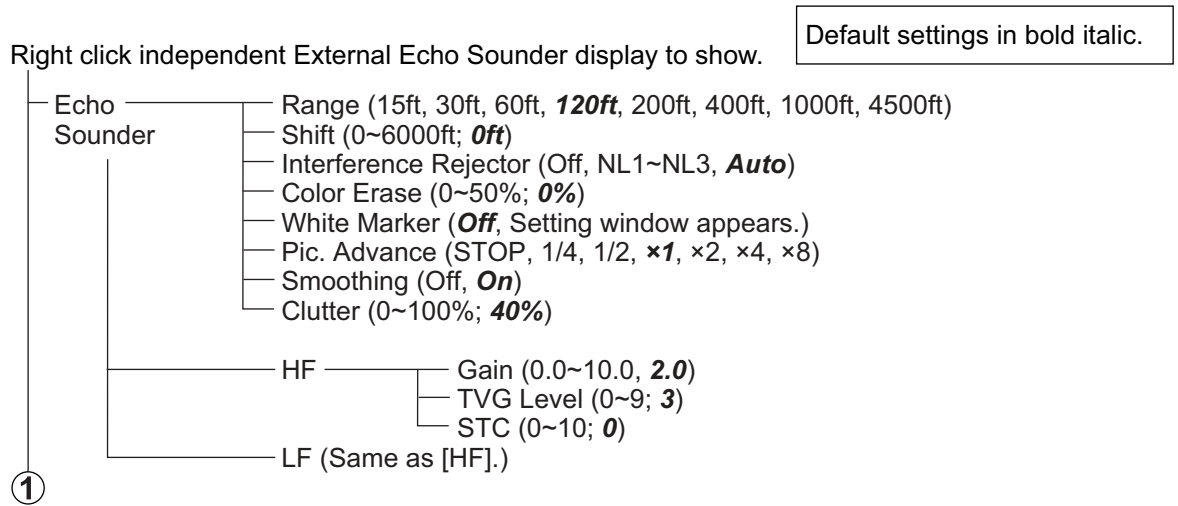 Default settings in bold italic.
Right click independent External Echo Sounder display to show.
Echo
Sounder
Range (15ft, 30ft, 60ft, 120ft, 200ft, 400ft, 1000ft, 4500ft)
Shift (0~6000ft; 0ft)
Interference Rejector (Off, NL1~NL3, Auto)
Color Erase (0~50%; 0%)
White Marker (Off, Setting window appears.)
Pic. Advance (STOP, 1/4, 1/2, ×1, ×2, ×4, ×8)
Smoothing (Off, On)
Clutter (0~100%; 40%)
HF
Gain (0.0~10.0, 2.0)
TVG Level (0~9; 3)
STC (0~10; 0)
LF (Same as [HF].)
1